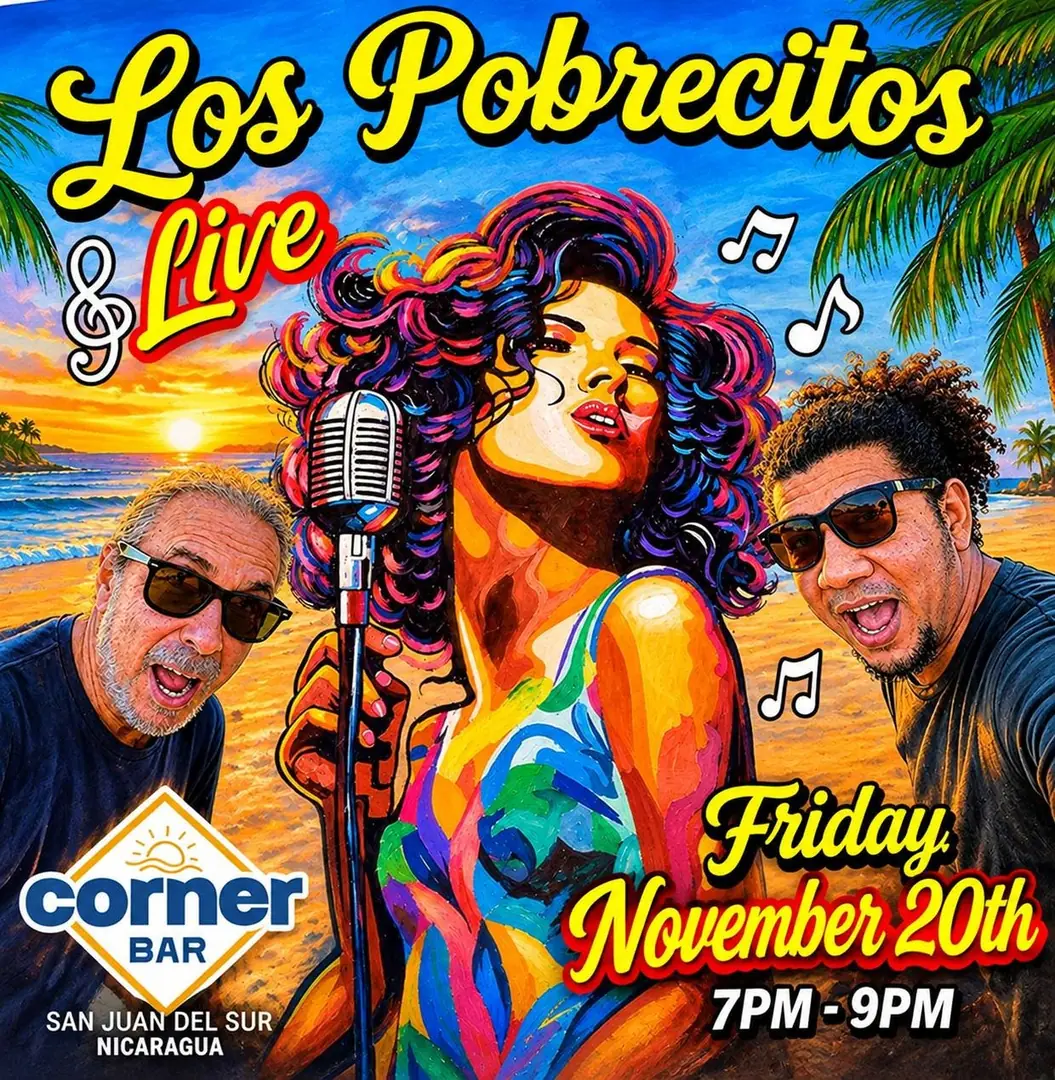 Los Pobrecitos
Live
Friday,
November 20th
7PM - 9PM
corner
BAR
SAN JUAN DEL SUR
NICARAGUA